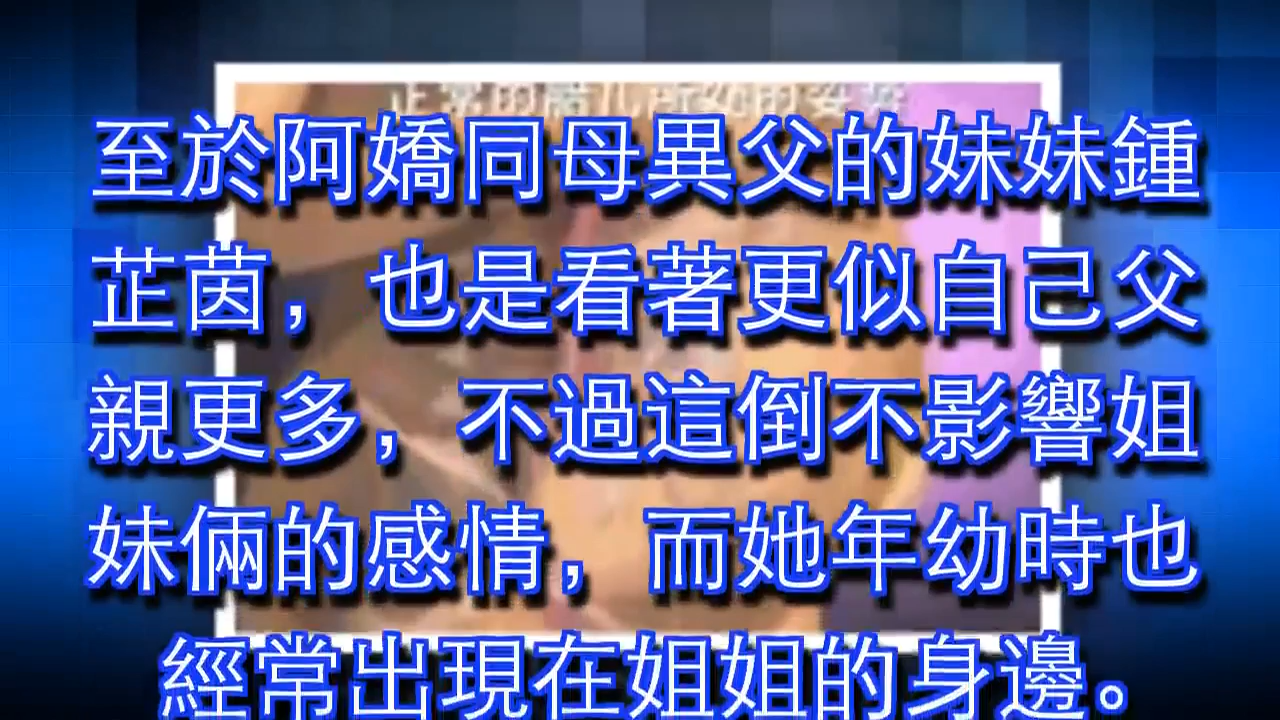 至於阿嬌同母異父的妹妹鍾
芷茵，也是看著更似自己父
親更多，不過這倒不影響姐
妹倆的感情，而她年幼時也
經常出現在姐姐的身邊。